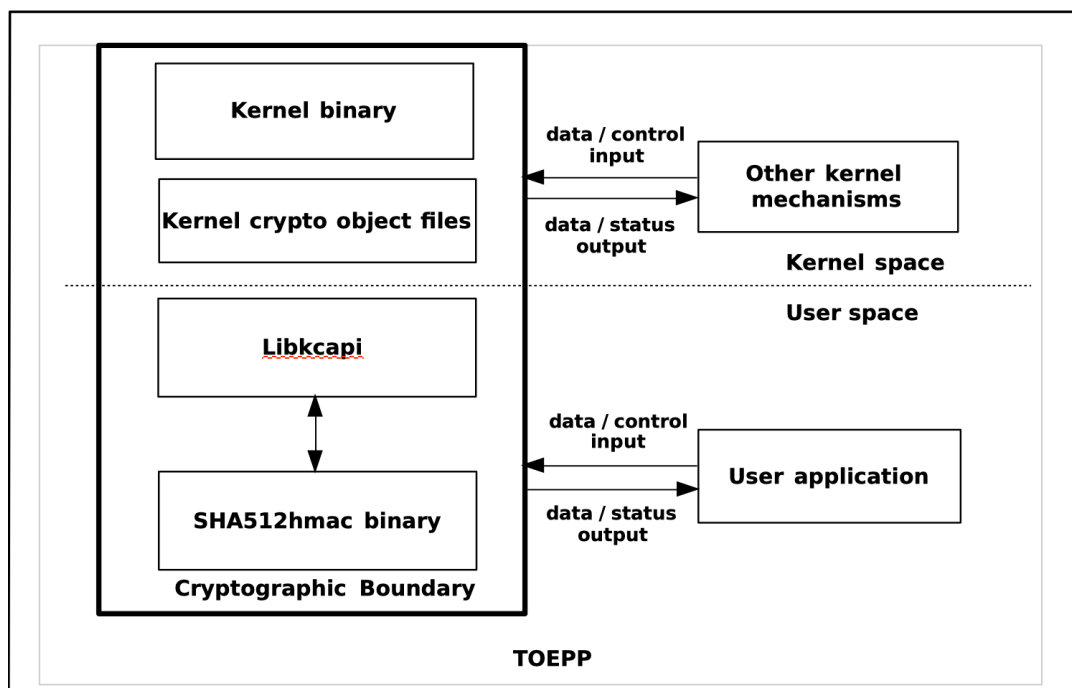 Kernel binary
Kernel crypto object files
data / control
input
Other kernel
mechanisms
data / status
output
Kernel space
User space
Libkcapi
data / control
input
User application
SHA512hmac binary
data / status
output
Cryptographic Boundary
TOEPP